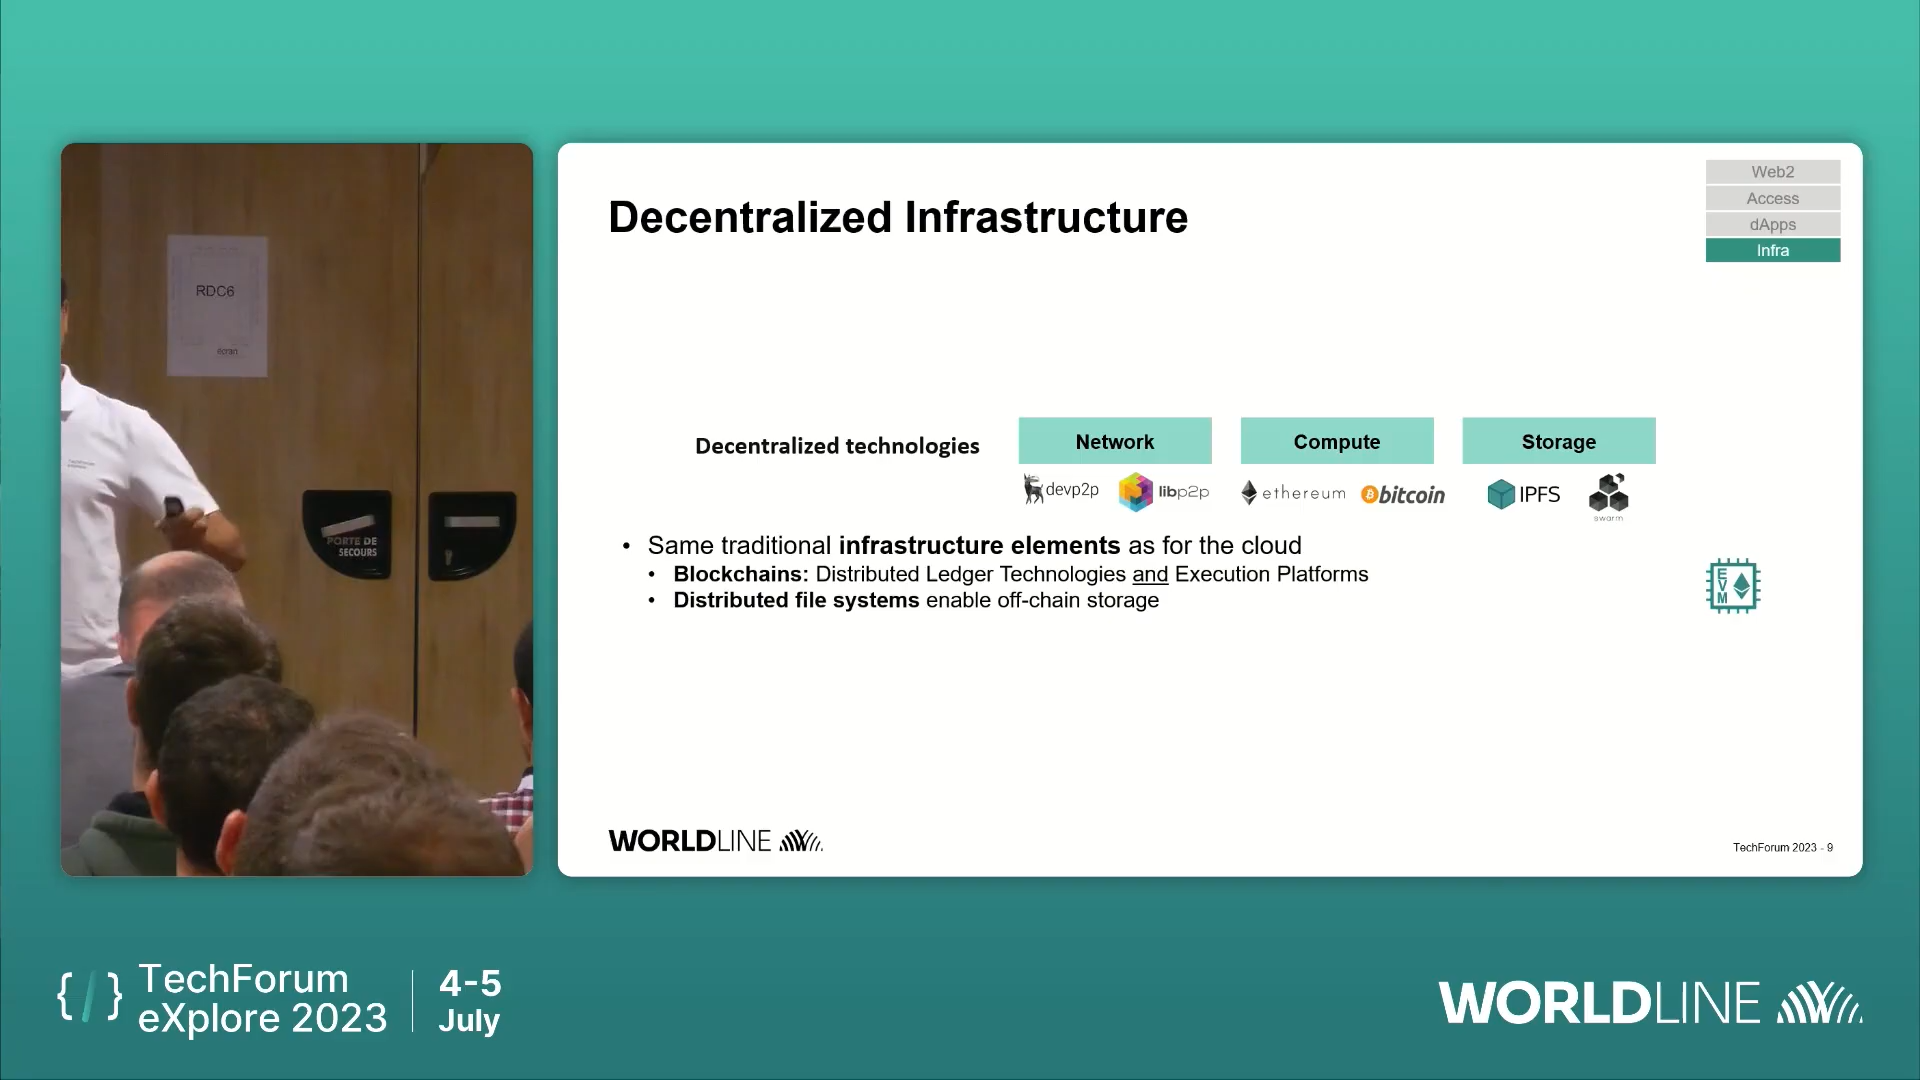 RDC6
écran
PORTE DE
SECOURS
Decentralized Infrastructure
Web2
Access
dApps
Infra
Decentralized technologies
Network
Compute
Storage
devp2p
libp2p
ethereum
bitcoin
IPFS
swarm
• Same traditional infrastructure elements as for the cloud
• Blockchains: Distributed Ledger Technologies and Execution Platforms
• Distributed file systems enable off-chain storage
EVM
WORLDLINE
TechForum 2023 - 9
{/} TechForum
eXplore 2023
4-5
July
WORLDLINE